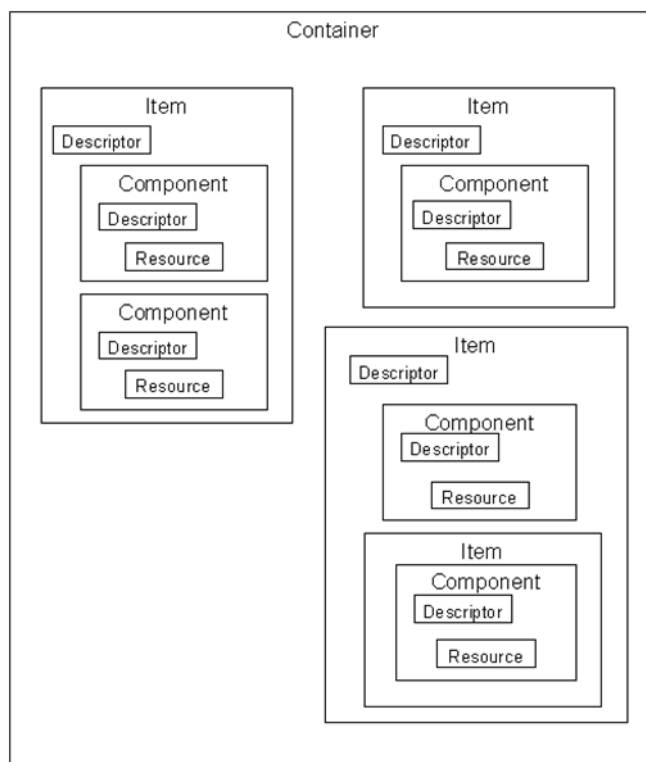 Container
Item
Descriptor
Component
Descriptor
Resource
Component
Descriptor
Resource
Item
Descriptor
Component
Descriptor
Resource
Item
Descriptor
Component
Descriptor
Resource
Item
Component
Descriptor
Resource